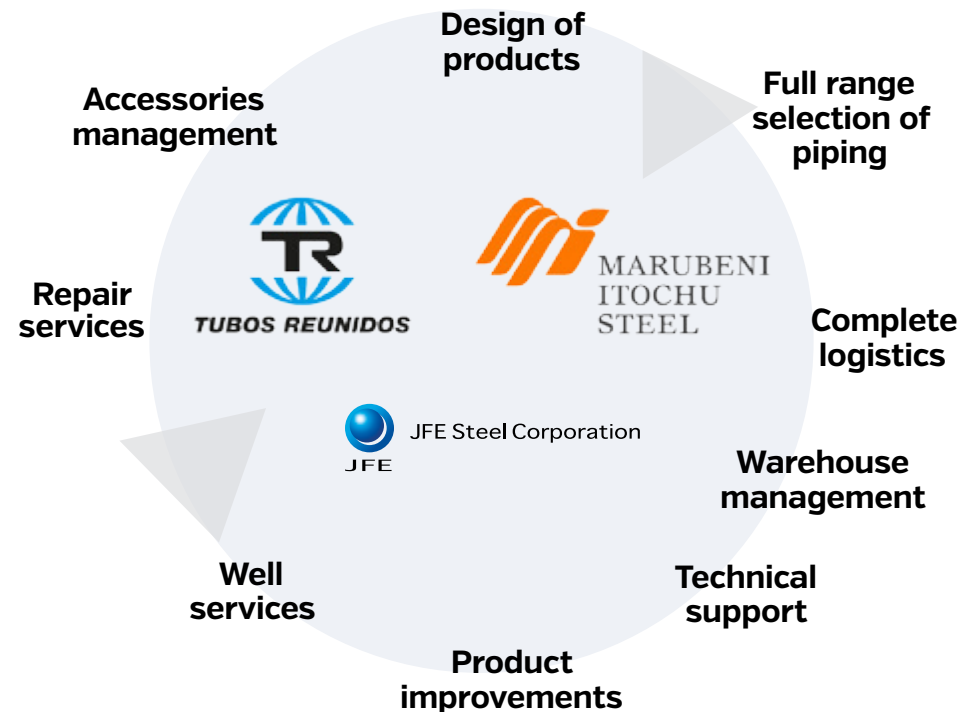 Design of
products
Full range
selection of
piping
Complete
logistics
Warehouse
management
Technical
support
Product
improvements
Well
services
Repair
services
Accessories
management
TR
TUBOS REUNIDOS
MARUBENI
ITOCHU
STEEL
JFE
JFE Steel Corporation